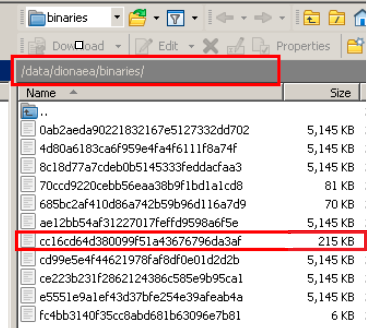 binaries
Download Edit Properties
/data/dionaea/binaries/
Name Size
..
0ab2aeda90221832167e5127332dd702 5,145 KB
4d80a6183ca6f959e4fa4f6111f8a74f 5,145 KB
8c18d77a7cdeb0b5145333feddacfaa3 5,145 KB
70ccd9220cebb56eaa38b9f1bd1a1cd8 81 KB
685bc2af410d86a742b59b96d116a7d9 70 KB
ae12bb54af31227017feffd9598a6f5e 5,145 KB
cc16cd64d380099f51a43676796da3af 215 KB
cd99e5e4f44621978faf8df0e01d2d2b 5,145 KB
ce223b231f2862124386c585e9b95ca1 5,145 KB
e5551e9a1ef43d37bfe254e39afeab4a 5,145 KB
fc4bb3140f35cc8abd681b63096e7b81 6 KB